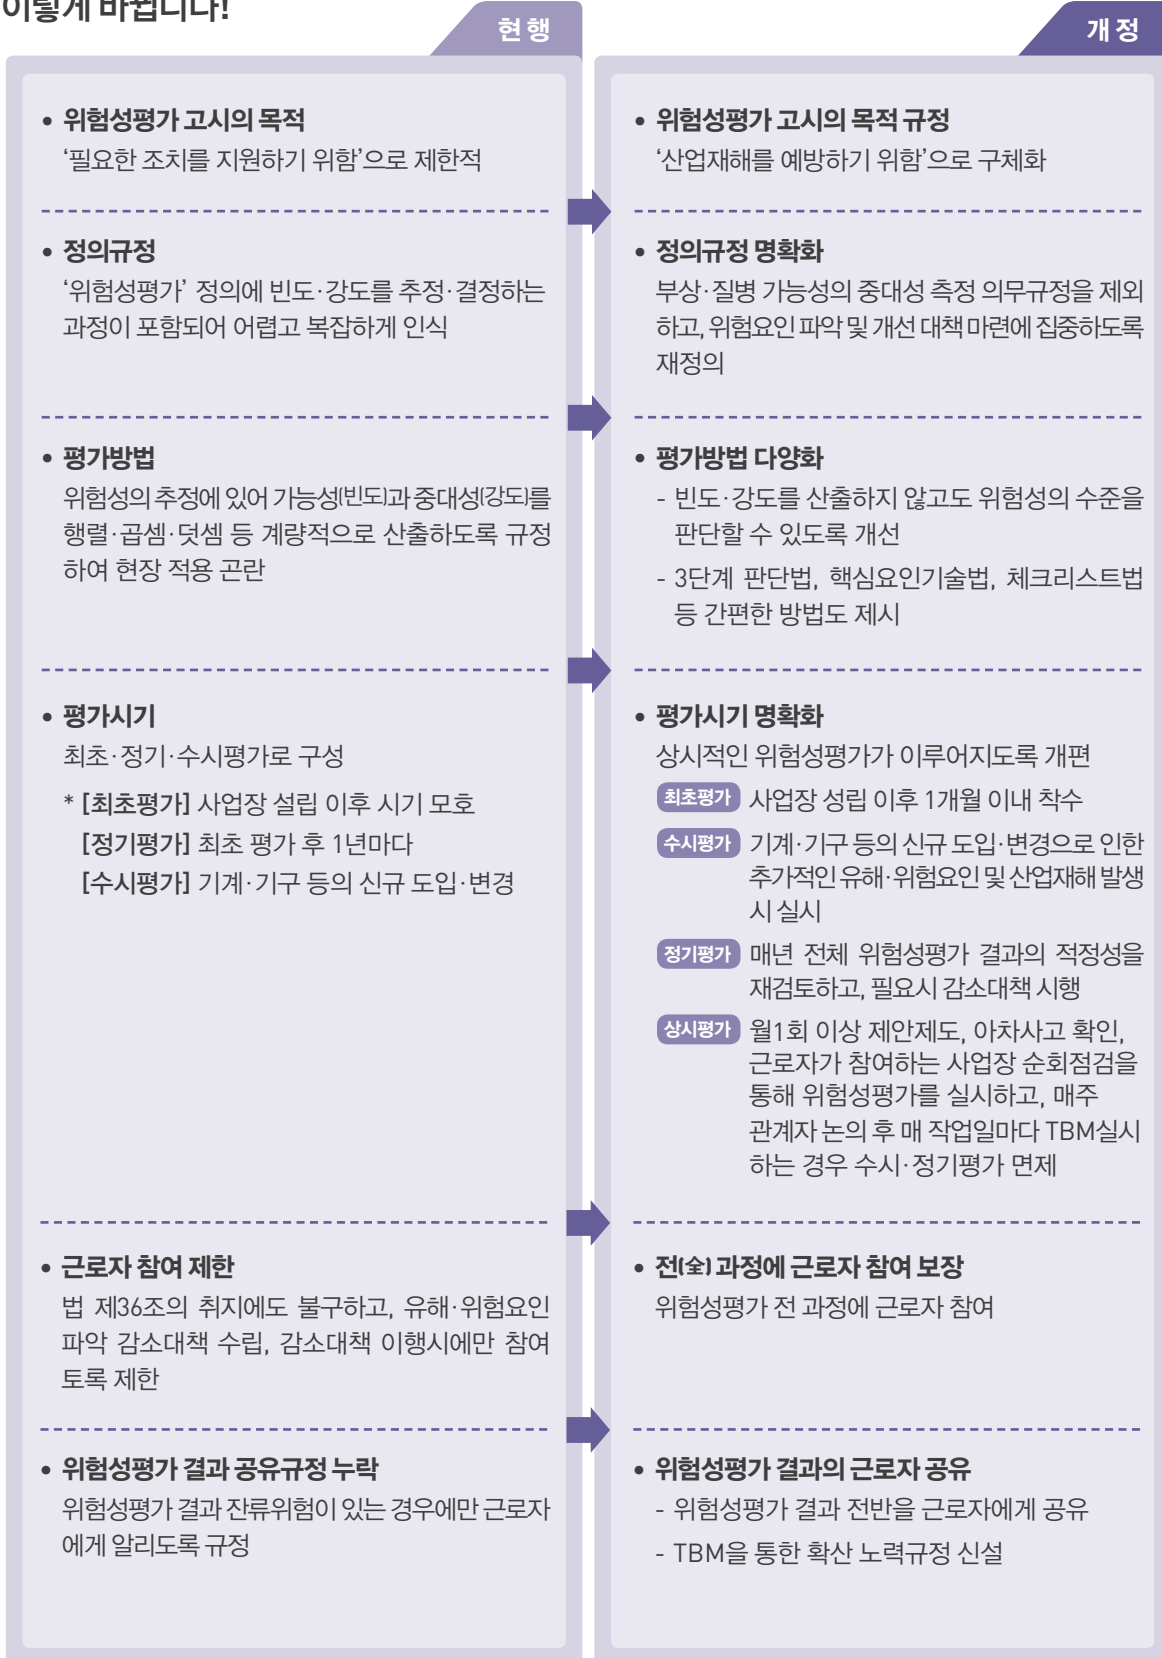 이렇게 바뀝니다!
현 행
• 위험성평가 고시의 목적
‘필요한 조치를 지원하기 위함’으로 제한적
• 정의규정
‘위험성평가’ 정의에 빈도·강도를 추정·결정하는
과정이 포함되어 어렵고 복잡하게 인식
• 평가방법
위험성의 추정에 있어 가능성(빈도)과 중대성(강도)를
행렬·곱셈·덧셈 등 계량적으로 산출하도록 규정
하여 현장 적용 곤란
• 평가시기
최초·정기·수시평가로 구성
* [최초평가] 사업장 설립 이후 시기 모호
[정기평가] 최초 평가 후 1년마다
[수시평가] 기계·기구 등의 신규 도입·변경
• 근로자 참여 제한
법 제36조의 취지에도 불구하고, 유해·위험요인
파악 감소대책 수립, 감소대책 이행시에만 참여
토록 제한
• 위험성평가 결과 공유규정 누락
위험성평가 결과 잔류위험이 있는 경우에만 근로자
에게 알리도록 규정
개 정
• 위험성평가 고시의 목적 규정
‘산업재해를 예방하기 위함’으로 구체화
• 정의규정 명확화
부상·질병 가능성의 중대성 측정 의무규정을 제외
하고, 위험요인 파악 및 개선 대책 마련에 집중하도록
재정의
• 평가방법 다양화
- 빈도·강도를 산출하지 않고도 위험성의 수준을
판단할 수 있도록 개선
- 3단계 판단법, 핵심요인기술법, 체크리스트법
등 간편한 방법도 제시
• 평가시기 명확화
상시적인 위험성평가가 이루어지도록 개편
최초평가 사업장 성립 이후 1개월 이내 착수
수시평가 기계·기구 등의 신규 도입·변경으로 인한
추가적인 유해·위험요인 및 산업재해 발생
시 실시
정기평가 매년 전체 위험성평가 결과의 적정성을
재검토하고, 필요시 감소대책 시행
상시평가 월1회 이상 제안제도, 아차사고 확인,
근로자가 참여하는 사업장 순회점검을
통해 위험성평가를 실시하고, 매주
관계자 논의 후 매 작업일마다 TBM실시
하는 경우 수시·정기평가 면제
• 전(全) 과정에 근로자 참여 보장
위험성평가 전 과정에 근로자 참여
• 위험성평가 결과의 근로자 공유
- 위험성평가 결과 전반을 근로자에게 공유
- TBM을 통한 확산 노력규정 신설